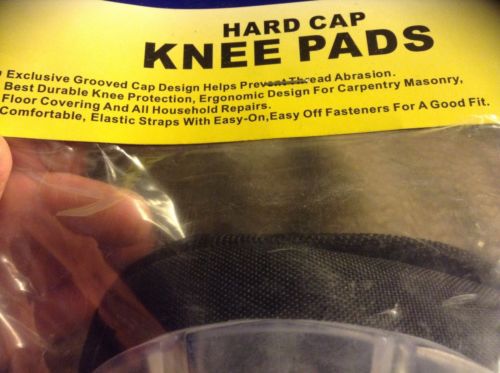 HARD CAP
KNEE PADS
Exclusive Grooved Cap Design Helps Prevent Thread Abrasion.
Best Durable Knee Protection, Ergonomic Design For Carpentry Masonry,
Floor Covering And All Household Repairs.
Comfortable, Elastic Straps With Easy-On,Easy Off Fasteners For A Good Fit.